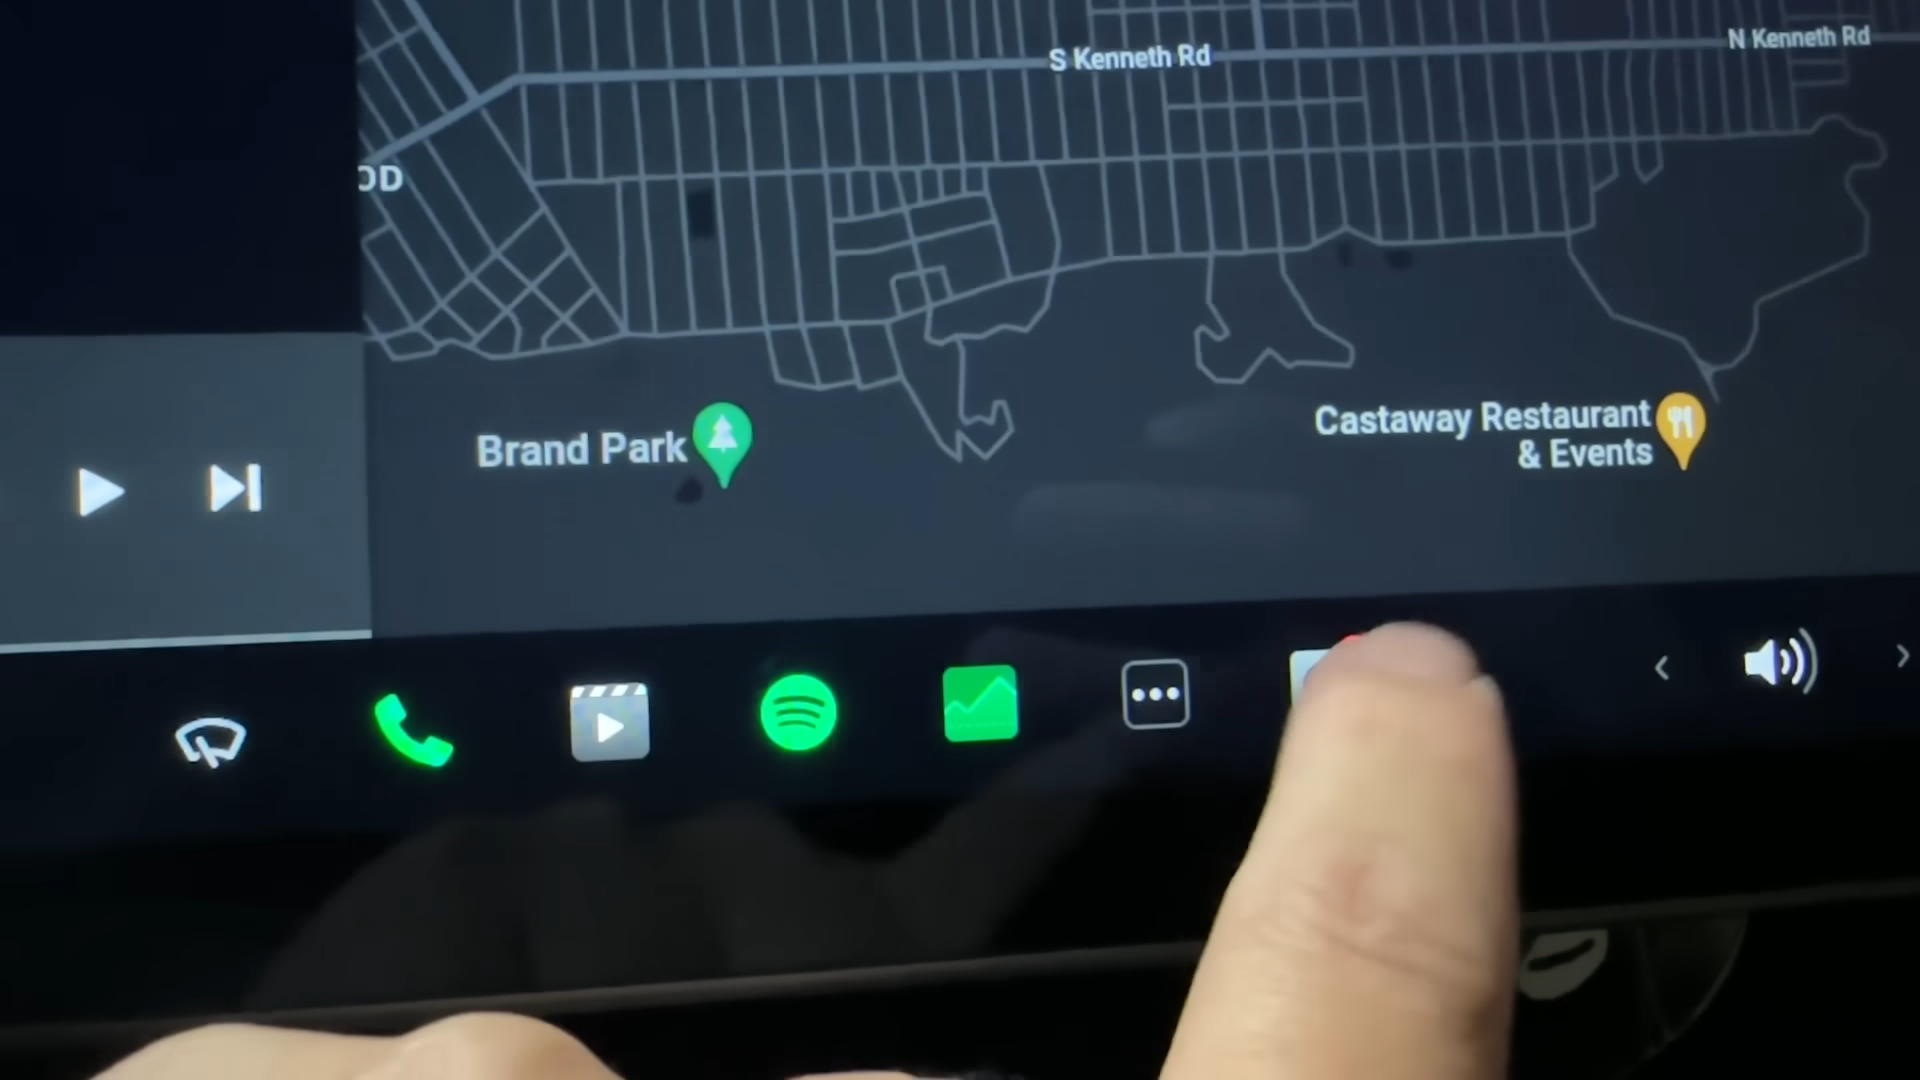 S Kenneth Rd
N Kenneth Rd
OD
Brand Park
Castaway Restaurant
& Events